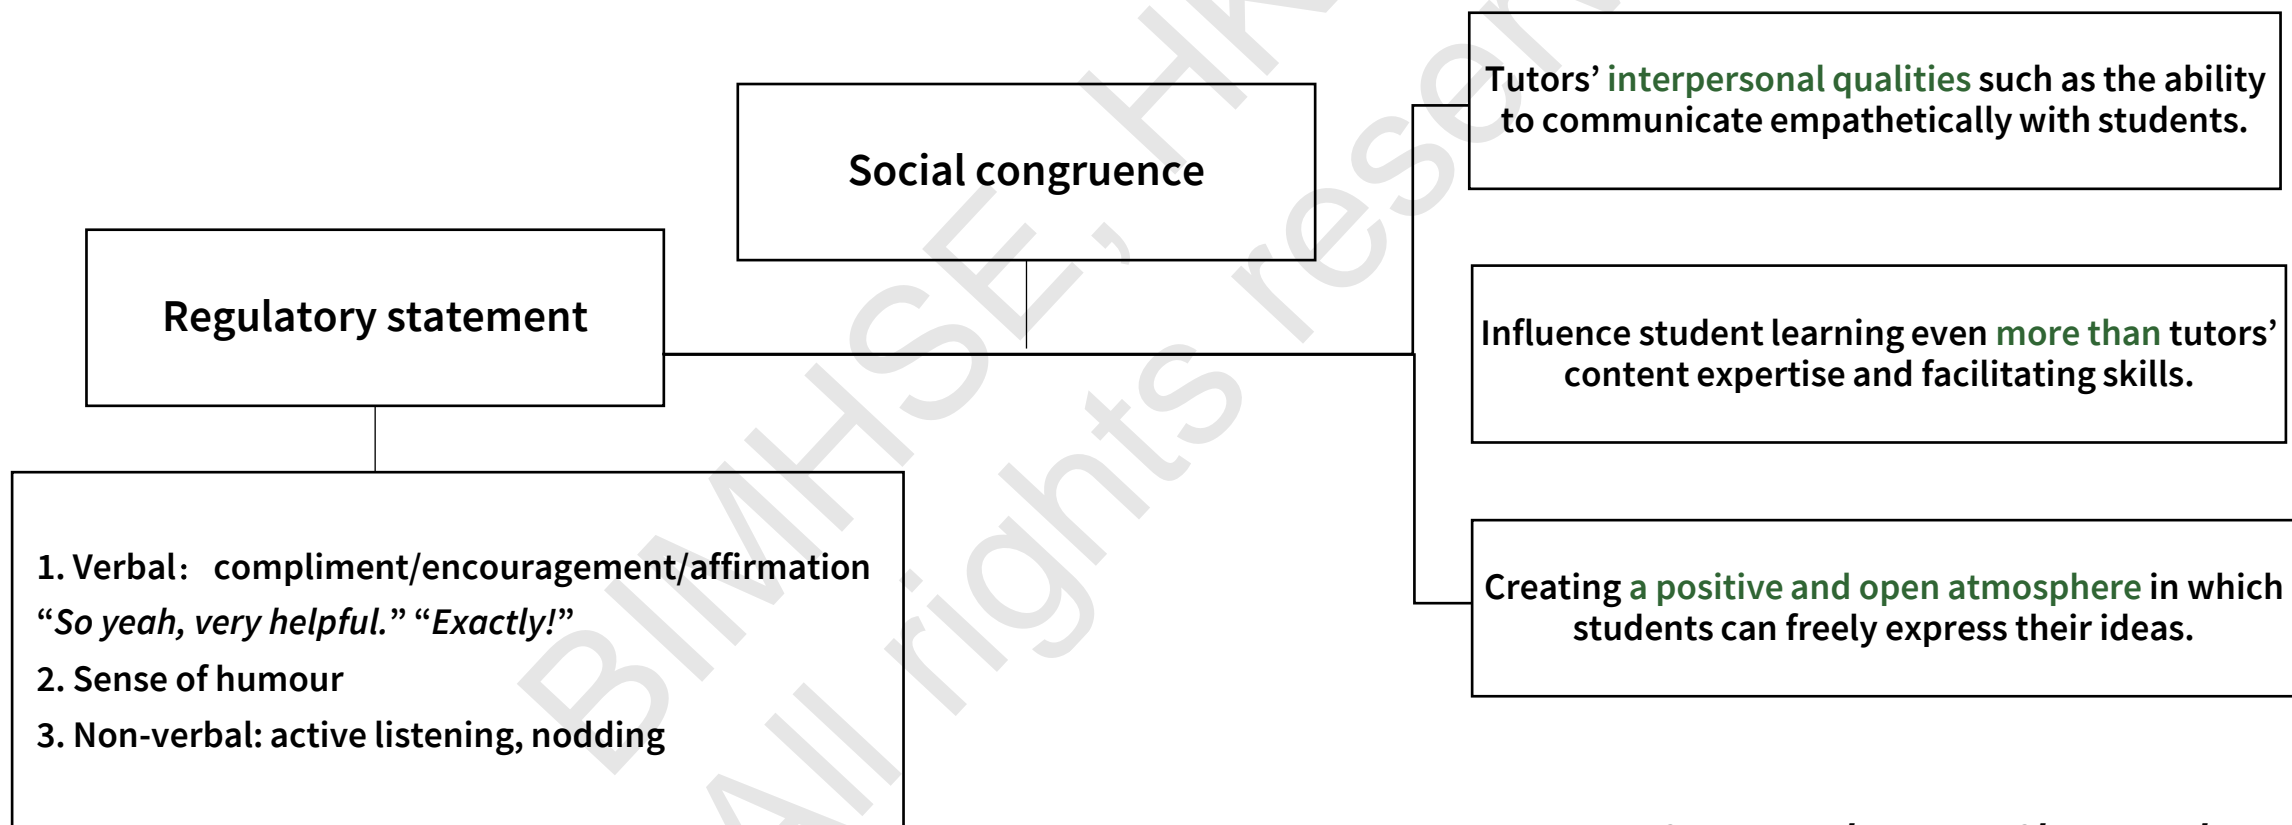 Social congruence
Regulatory statement
1. Verbal： compliment/encouragement/affirmation
“So yeah, very helpful.” “Exactly!”
2. Sense of humour
3. Non-verbal: active listening, nodding
Tutors’ interpersonal qualities such as the ability
to communicate empathetically with students.
Influence student learning even more than tutors’
content expertise and facilitating skills.
Creating a positive and open atmosphere in which
students can freely express their ideas.
BIMHSE,
All rights